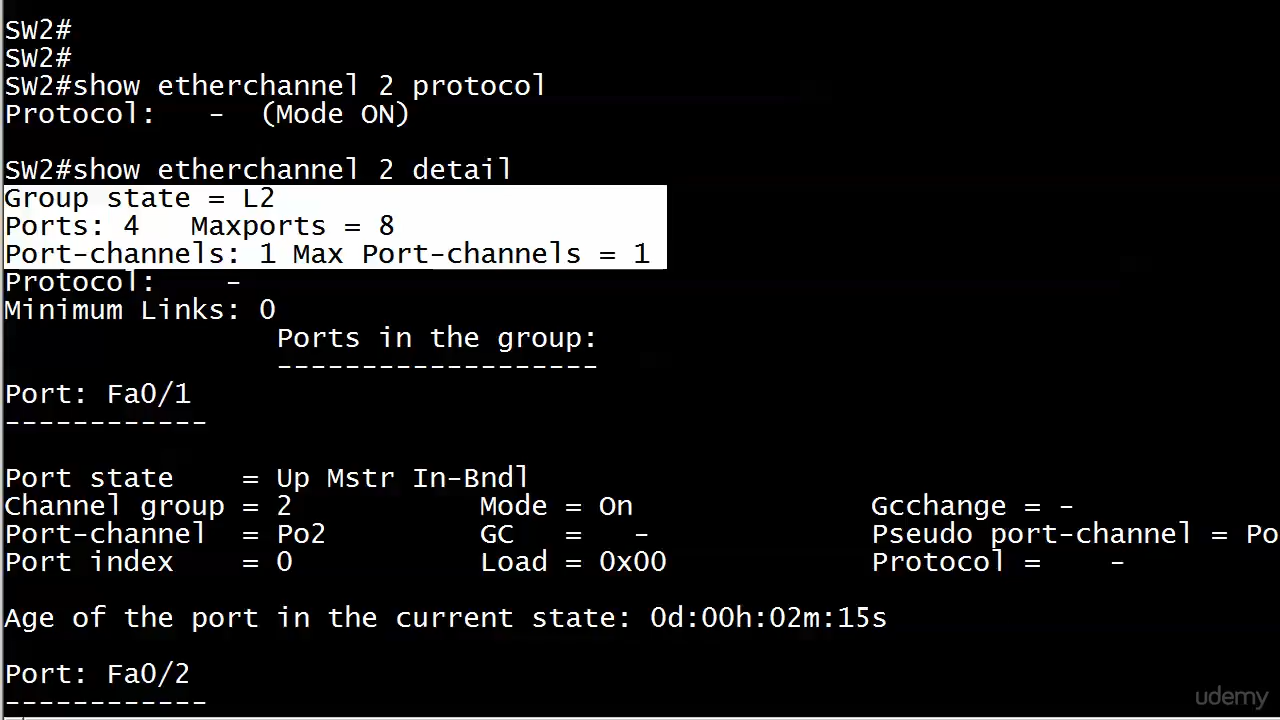 SW2#
SW2#
SW2#show etherchannel 2 protocol
Protocol:   -  (Mode ON)
SW2#show etherchannel 2 detail
Group state = L2
Ports: 4   Maxports = 8
Port-channels: 1 Max Port-channels = 1
Protocol:    -
Minimum Links: 0
Ports in the group:
-------------------
Port: Fa0/1
------------
Port state    = Up Mstr In-Bndl
Channel group = 2           Mode = On              Gcchange = -
Port-channel  = Po2         GC   =   -             Pseudo port-channel = Po
Port index    = 0           Load = 0x00            Protocol =    -
Age of the port in the current state: 0d:00h:02m:15s
Port: Fa0/2
------------
udemy